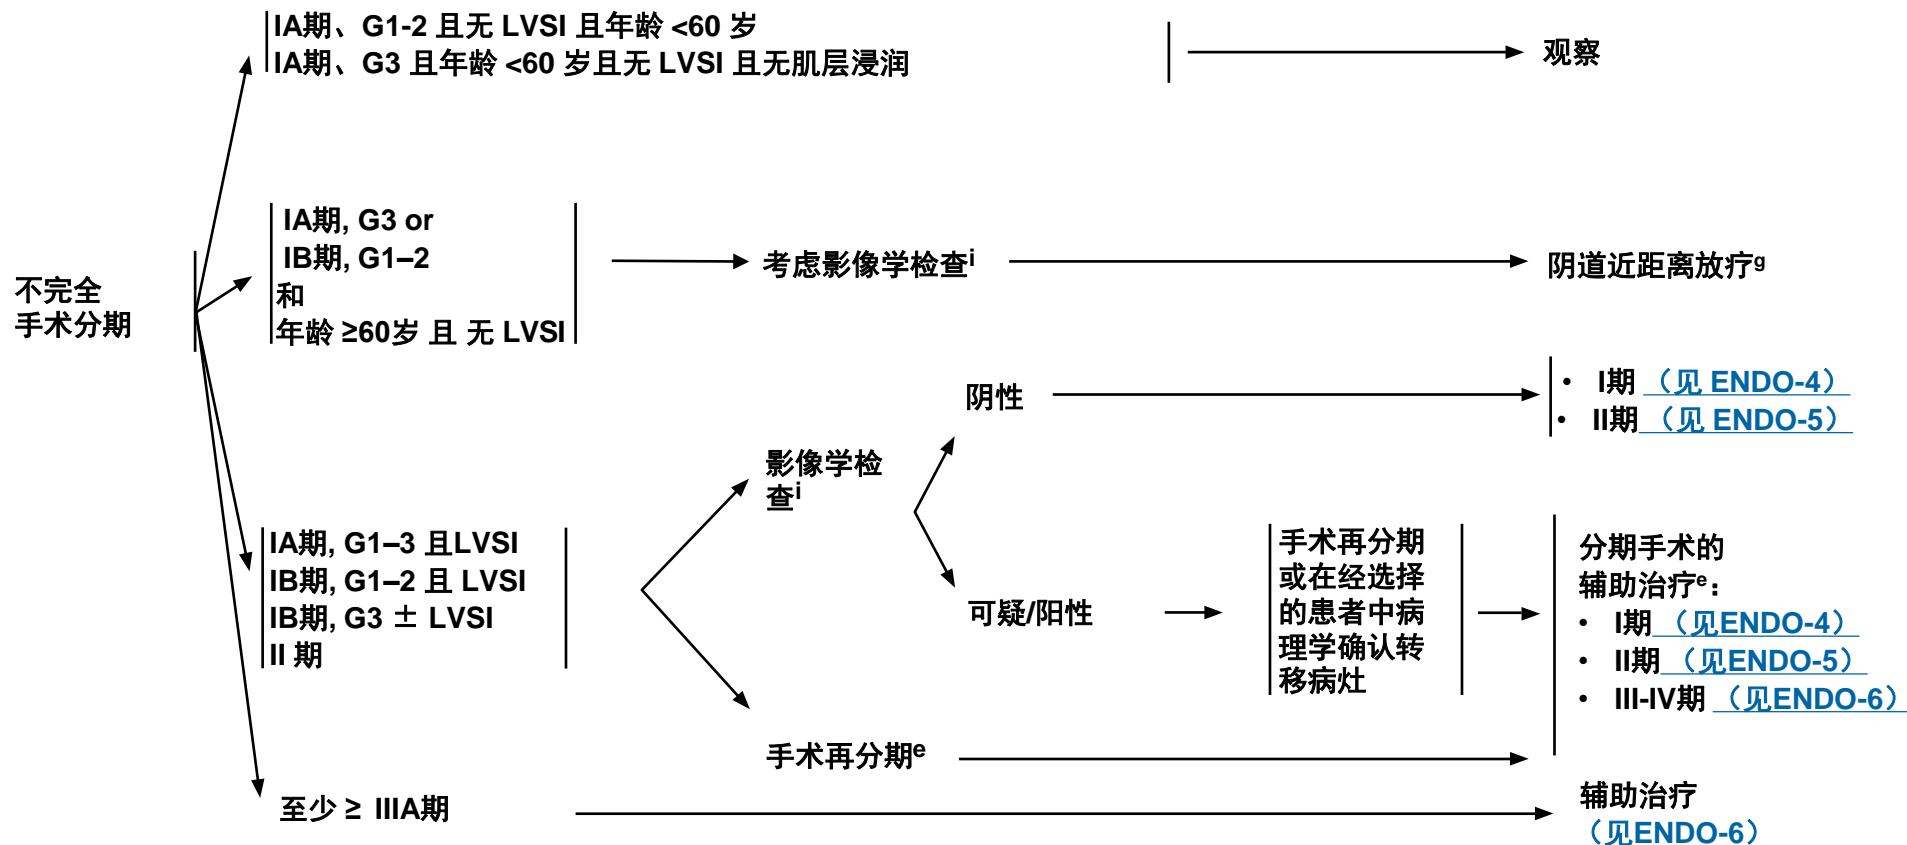 不完全
手术分期
IA期、G1-2 且无 LVSI 且年龄 <60 岁
IA期、G3 且年龄 <60 岁且无 LVSI 且无肌层浸润
观察
IA期, G3 or
IB期, G1–2
和
年龄 ≥60岁 且 无 LVSI
考虑影像学检查i
阴道近距离放疗g
IA期, G1–3 且LVSI
IB期, G1–2 且 LVSI
IB期, G3 ± LVSI
II 期
影像学检
查i
阴性
• I期 （见 ENDO-4）
• II期 （见 ENDO-5）
可疑/阳性
手术再分期
或在经选择
的患者中病
理学确认转
移病灶
分期手术的
辅助治疗e：
• I期 （见ENDO-4）
• II期 （见ENDO-5）
• III-IV期 （见ENDO-6）
手术再分期e
至少 ≥ IIIA期
辅助治疗
（见ENDO-6）